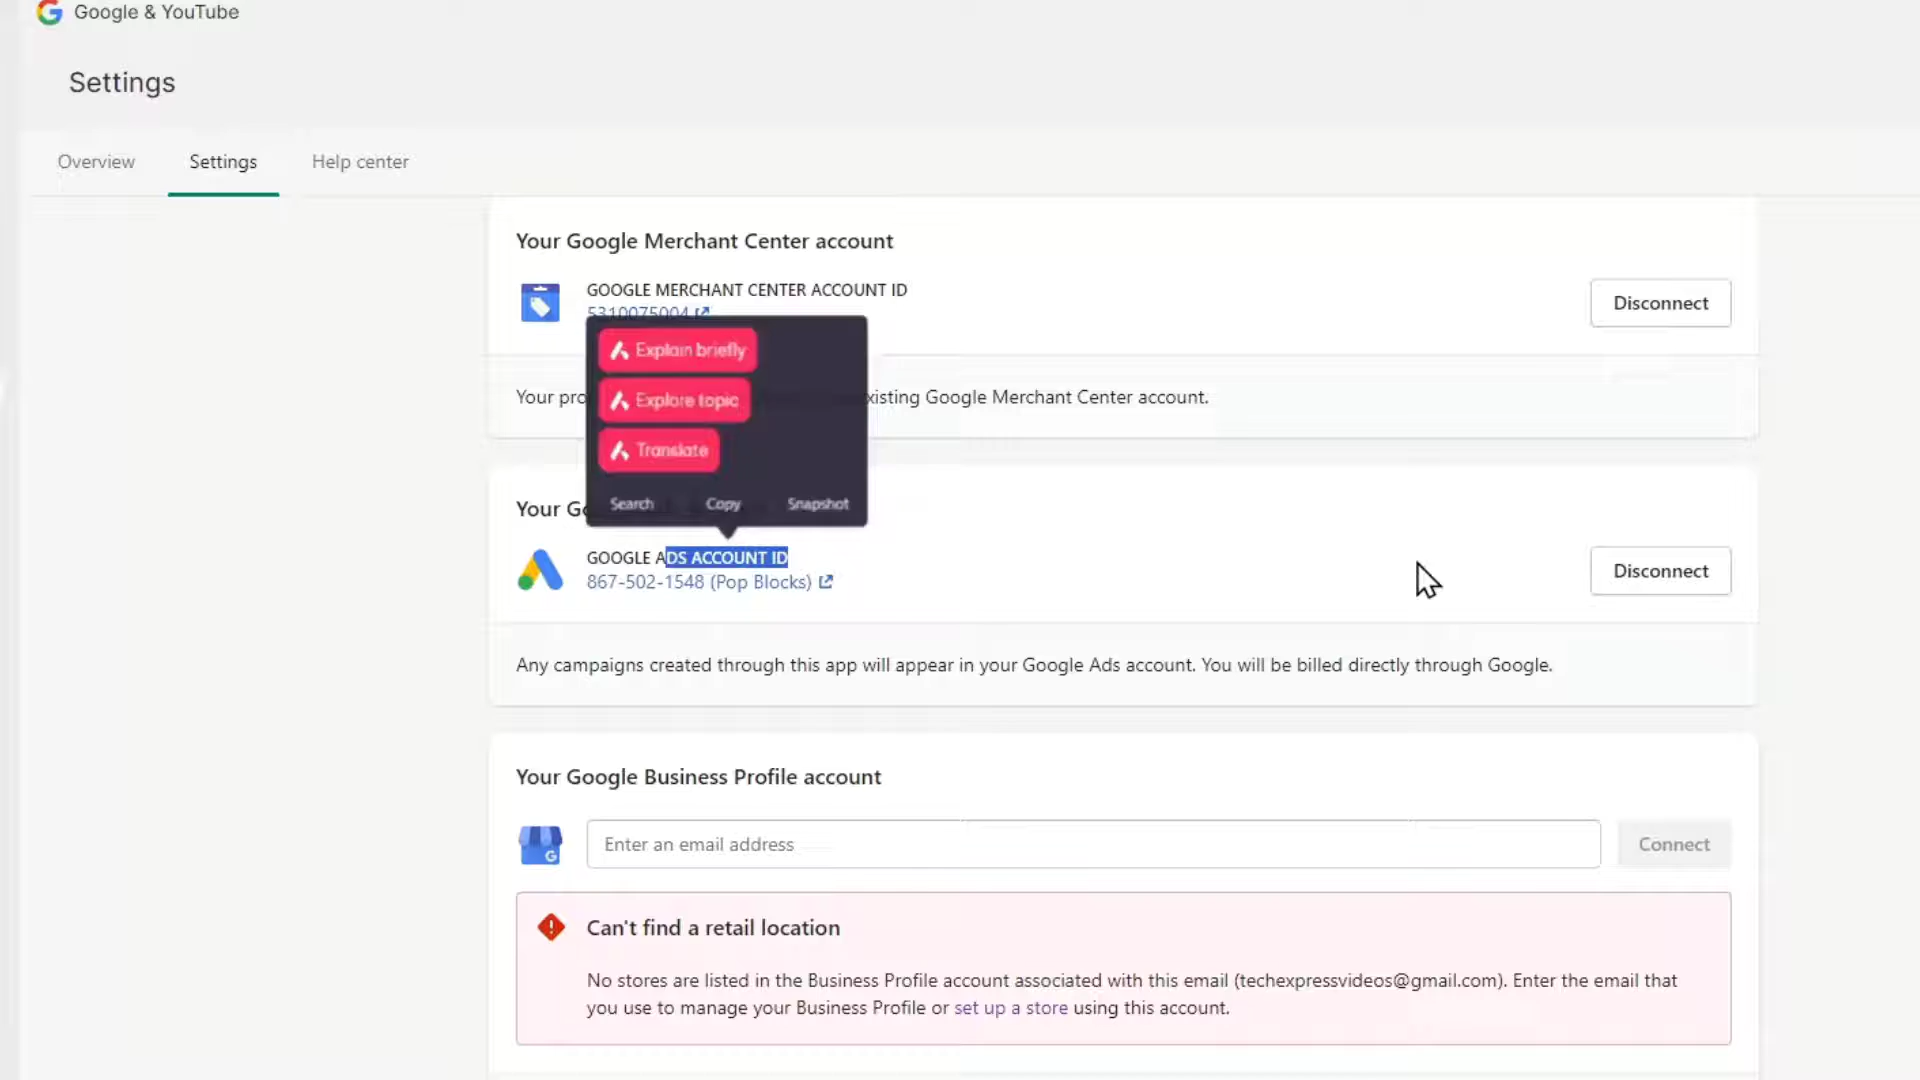 Google & YouTube
Settings
Overview Settings Help center
Your Google Merchant Center account
GOOGLE MERCHANT CENTER ACCOUNT ID
5310075004
Disconnect
Explain briefly
Your pro
xisting Google Merchant Center account.
Explore topic
Translate
Search Copy Snapshot
Your Go
GOOGLE ADS ACCOUNT ID
867-502-1548 (Pop Blocks)
Disconnect
Any campaigns created through this app will appear in your Google Ads account. You will be billed directly through Google.
Your Google Business Profile account
Enter an email address
Connect
Can't find a retail location
No stores are listed in the Business Profile account associated with this email (techexpressvideos@gmail.com). Enter the email that
you use to manage your Business Profile or set up a store using this account.